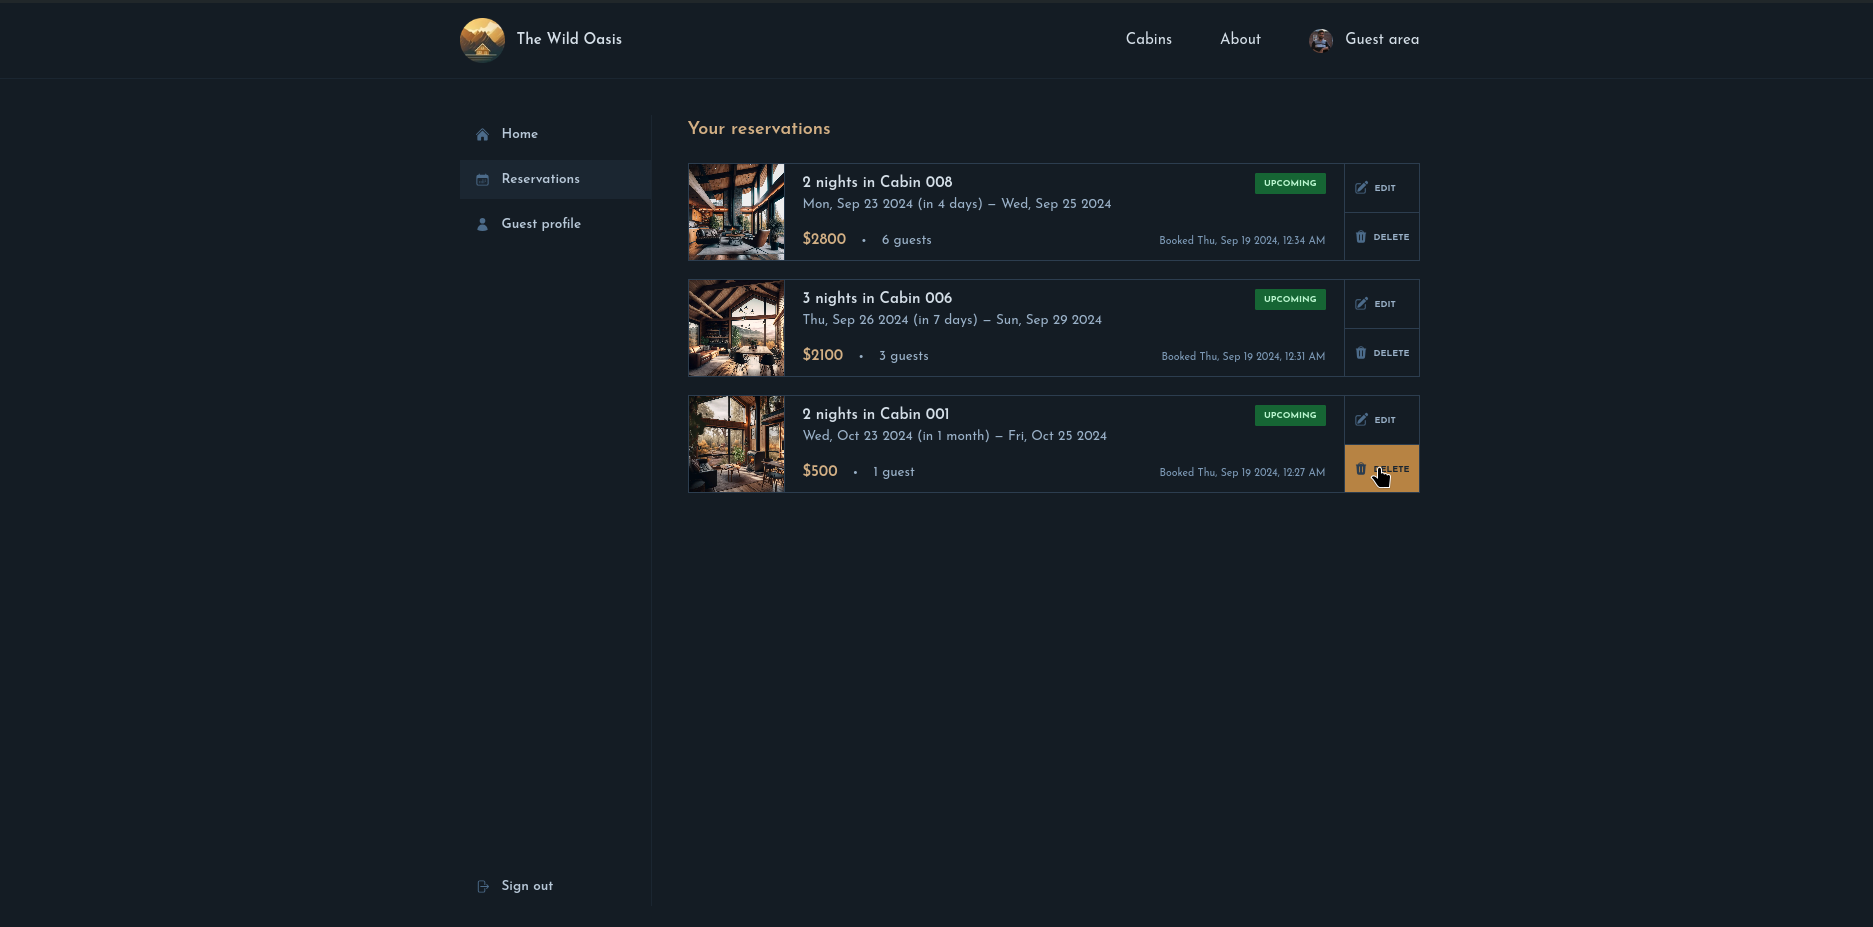 The Wild Oasis
Cabins
About
Guest area
Home
Reservations
Guest profile
Sign out
Your reservations
2 nights in Cabin 008
UPCOMING
Mon, Sep 23 2024 (in 4 days) — Wed, Sep 25 2024
$2800 • 6 guests
Booked Thu, Sep 19 2024, 12:34 AM
EDIT
DELETE
3 nights in Cabin 006
UPCOMING
Thu, Sep 26 2024 (in 7 days) — Sun, Sep 29 2024
$2100 • 3 guests
Booked Thu, Sep 19 2024, 12:31 AM
EDIT
DELETE
2 nights in Cabin 001
UPCOMING
Wed, Oct 23 2024 (in 1 month) — Fri, Oct 25 2024
$500 • 1 guest
Booked Thu, Sep 19 2024, 12:27 AM
EDIT
DELETE